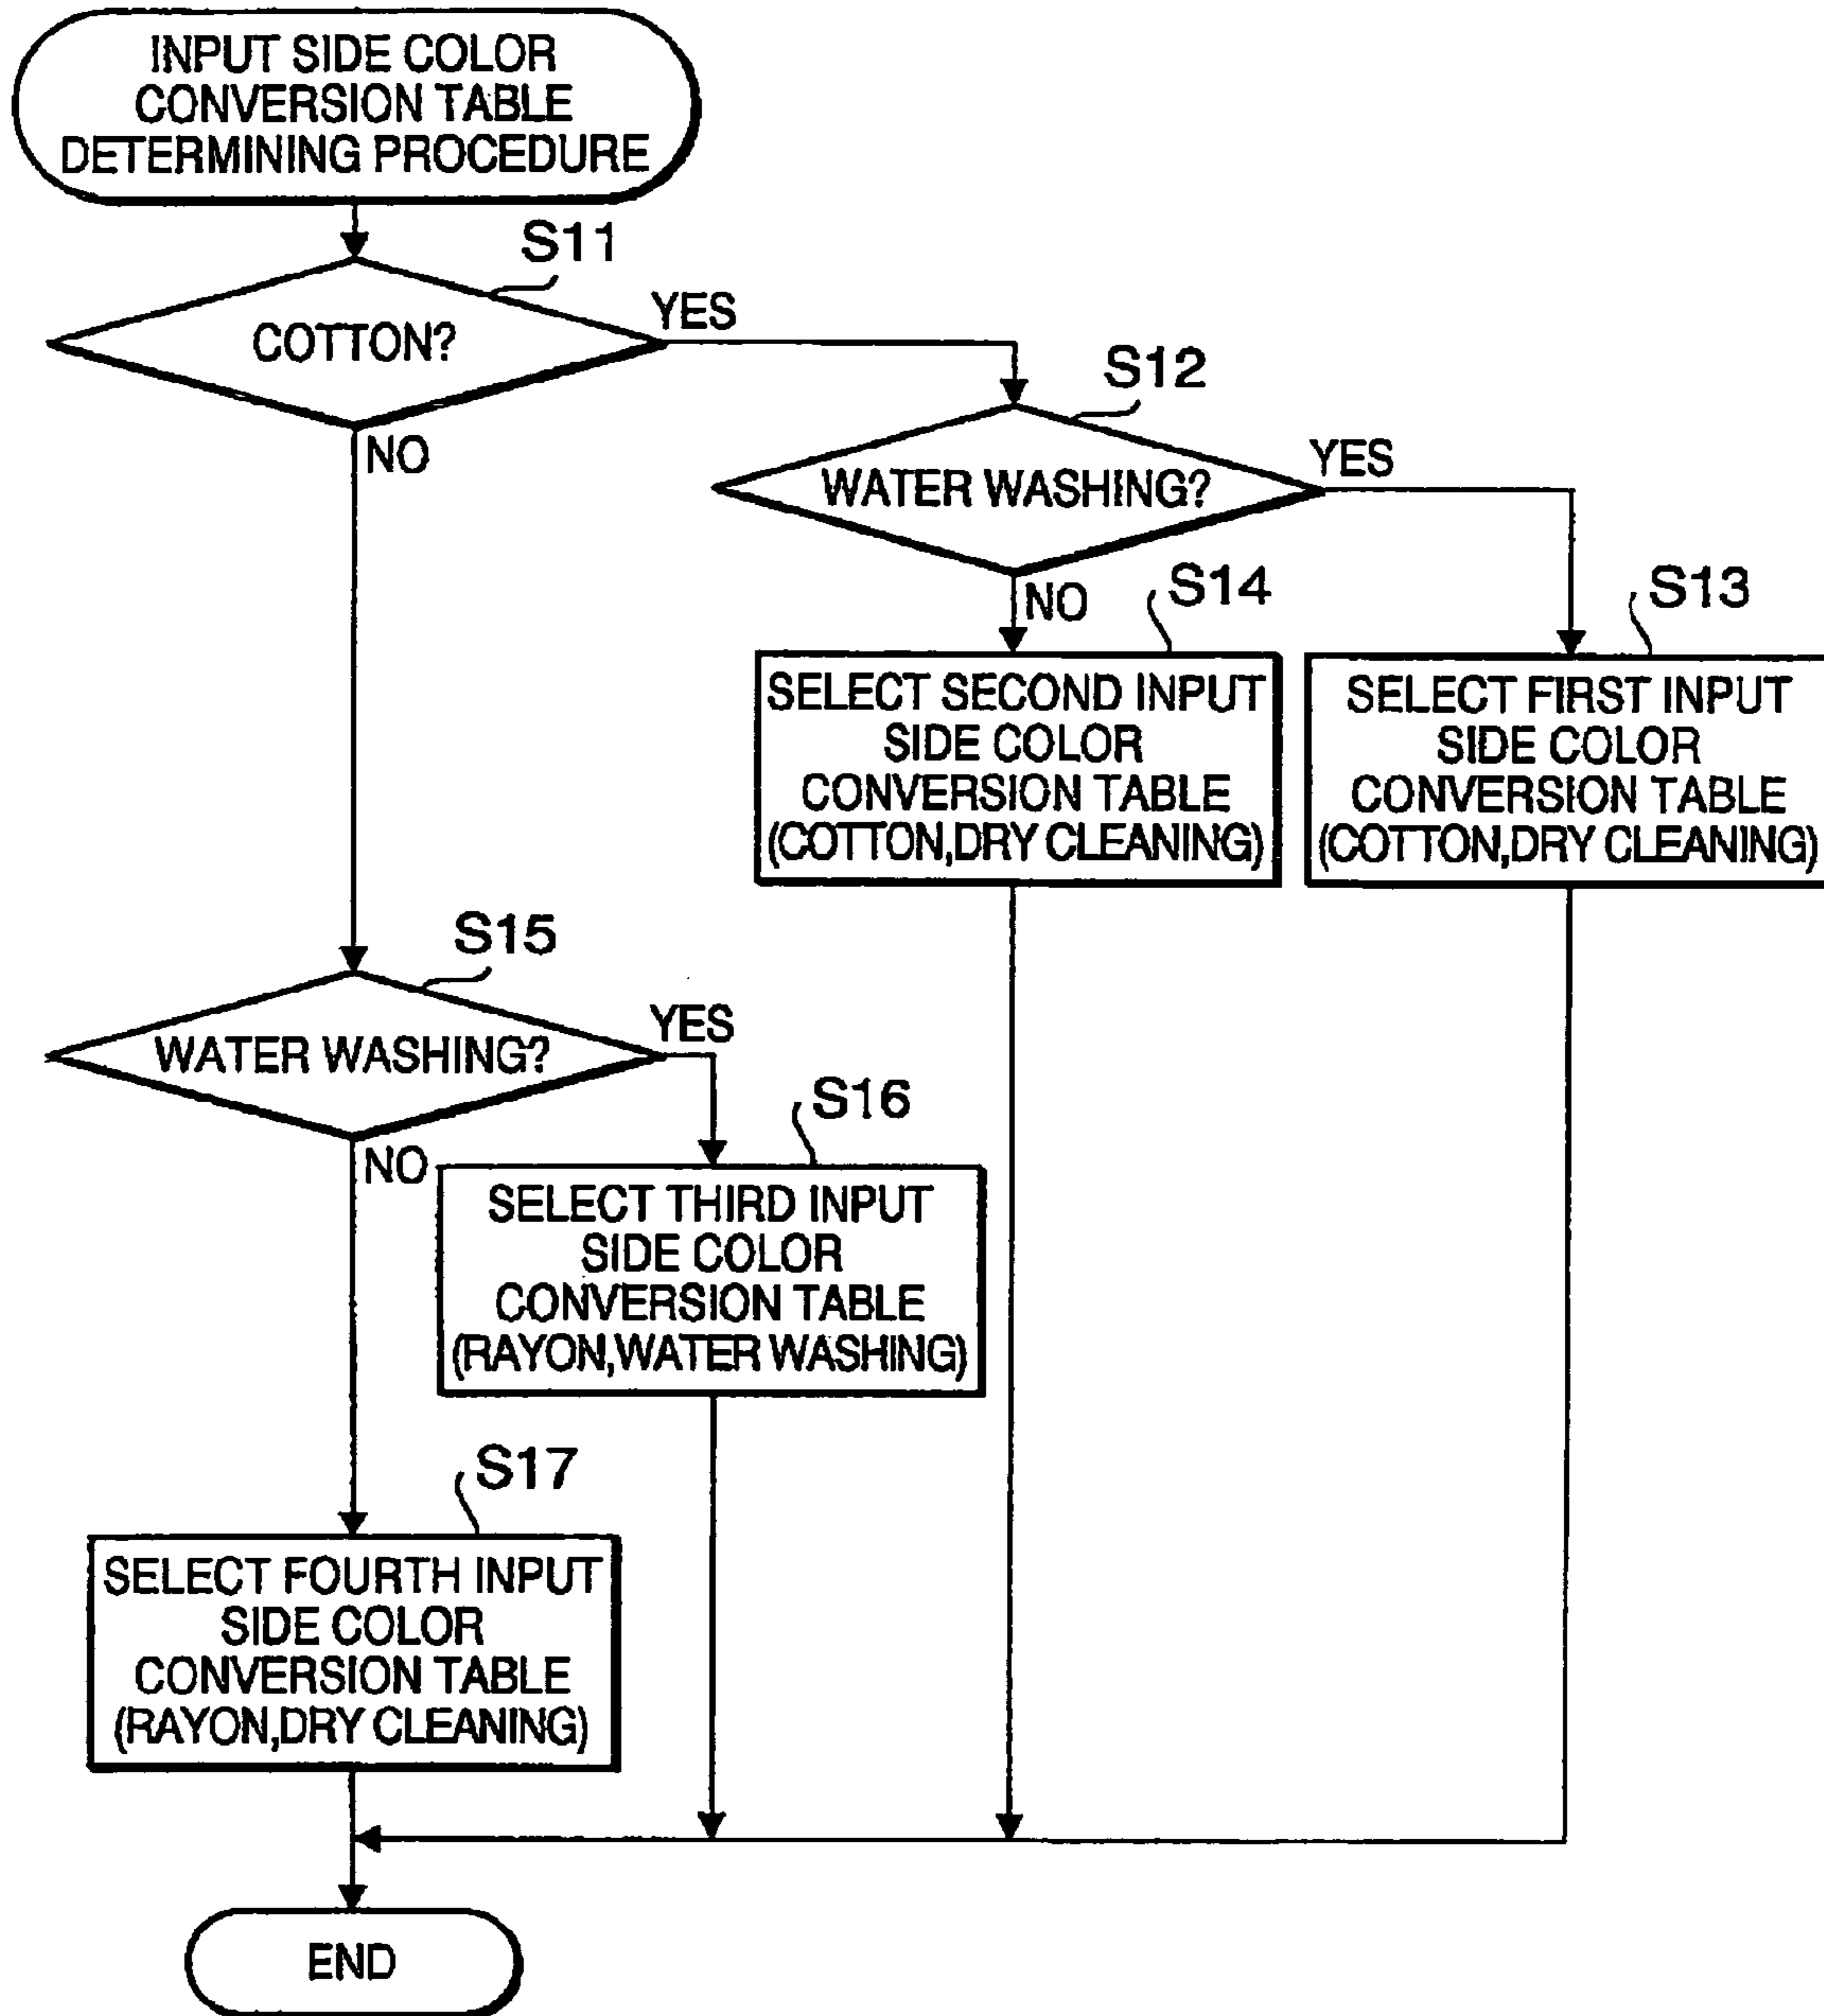 INPUT SIDE COLOR
CONVERSION TABLE
DETERMINING PROCEDURE
S11
COTTON?
YES
NO
S12
WATER WASHING?
YES
NO
S14
SELECT SECOND INPUT
SIDE COLOR
CONVERSION TABLE
(COTTON,DRY CLEANING)
S13
SELECT FIRST INPUT
SIDE COLOR
CONVERSION TABLE
(COTTON,DRY CLEANING)
S15
WATER WASHING?
YES
NO
S16
SELECT THIRD INPUT
SIDE COLOR
CONVERSION TABLE
(RAYON,WATER WASHING)
S17
SELECT FOURTH INPUT
SIDE COLOR
CONVERSION TABLE
(RAYON,DRY CLEANING)
END